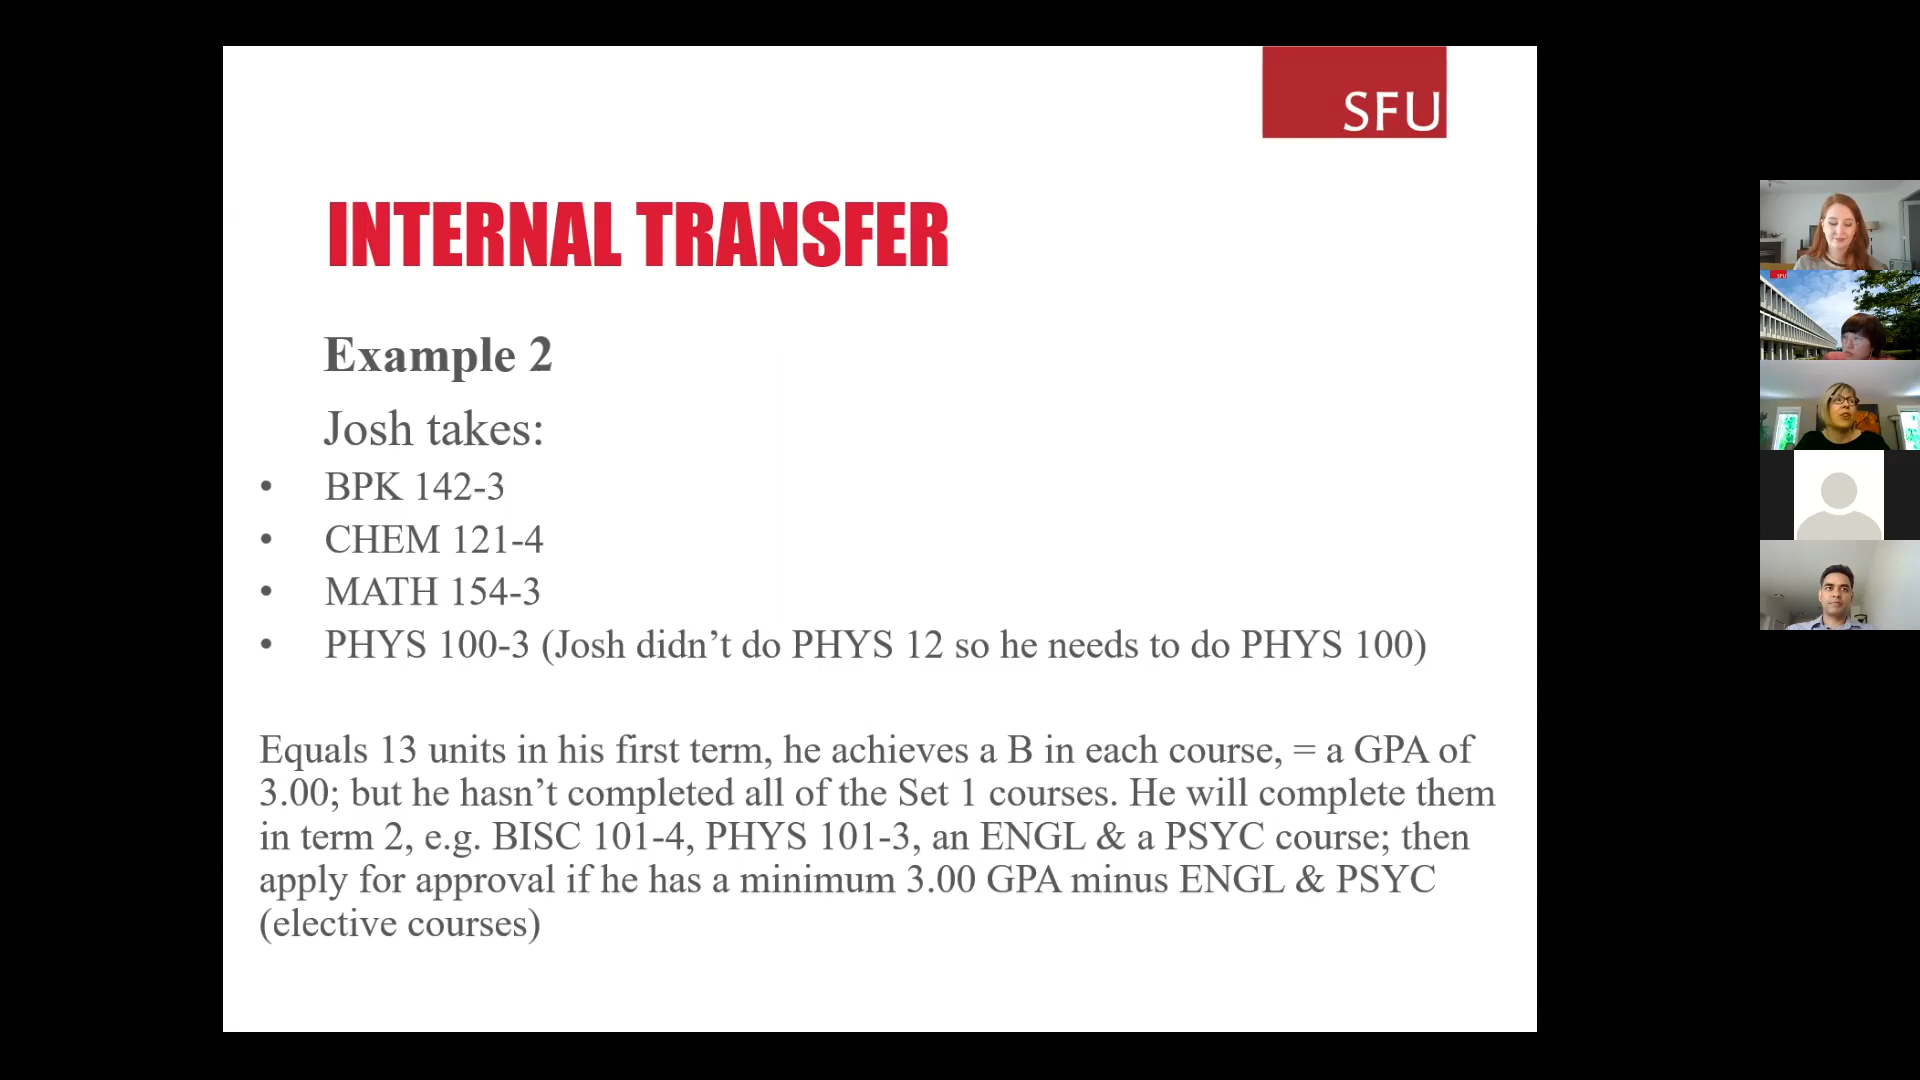 SFU
INTERNAL TRANSFER
Example 2
Josh takes:
• BPK 142-3
• CHEM 121-4
• MATH 154-3
• PHYS 100-3 (Josh didn’t do PHYS 12 so he needs to do PHYS 100)
Equals 13 units in his first term, he achieves a B in each course, = a GPA of
3.00; but he hasn’t completed all of the Set 1 courses. He will complete them
in term 2, e.g. BISC 101-4, PHYS 101-3, an ENGL & a PSYC course; then
apply for approval if he has a minimum 3.00 GPA minus ENGL & PSYC
(elective courses)
SFU